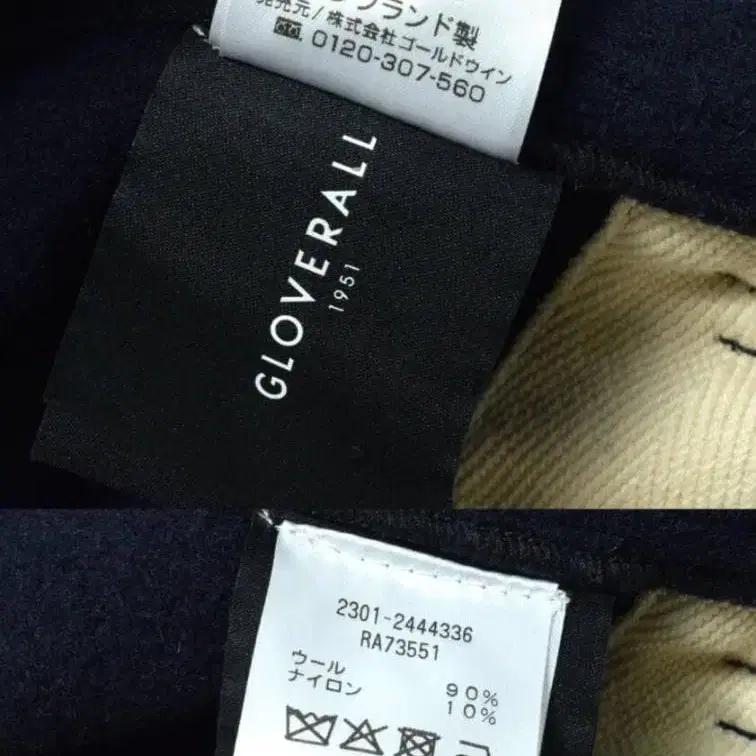 ランド製
発売元/株式会社ゴールドウイン
0120-307-560
GLOVERALL
1951
2301-2444336
RA73551
ウール 90%
ナイロン 10%